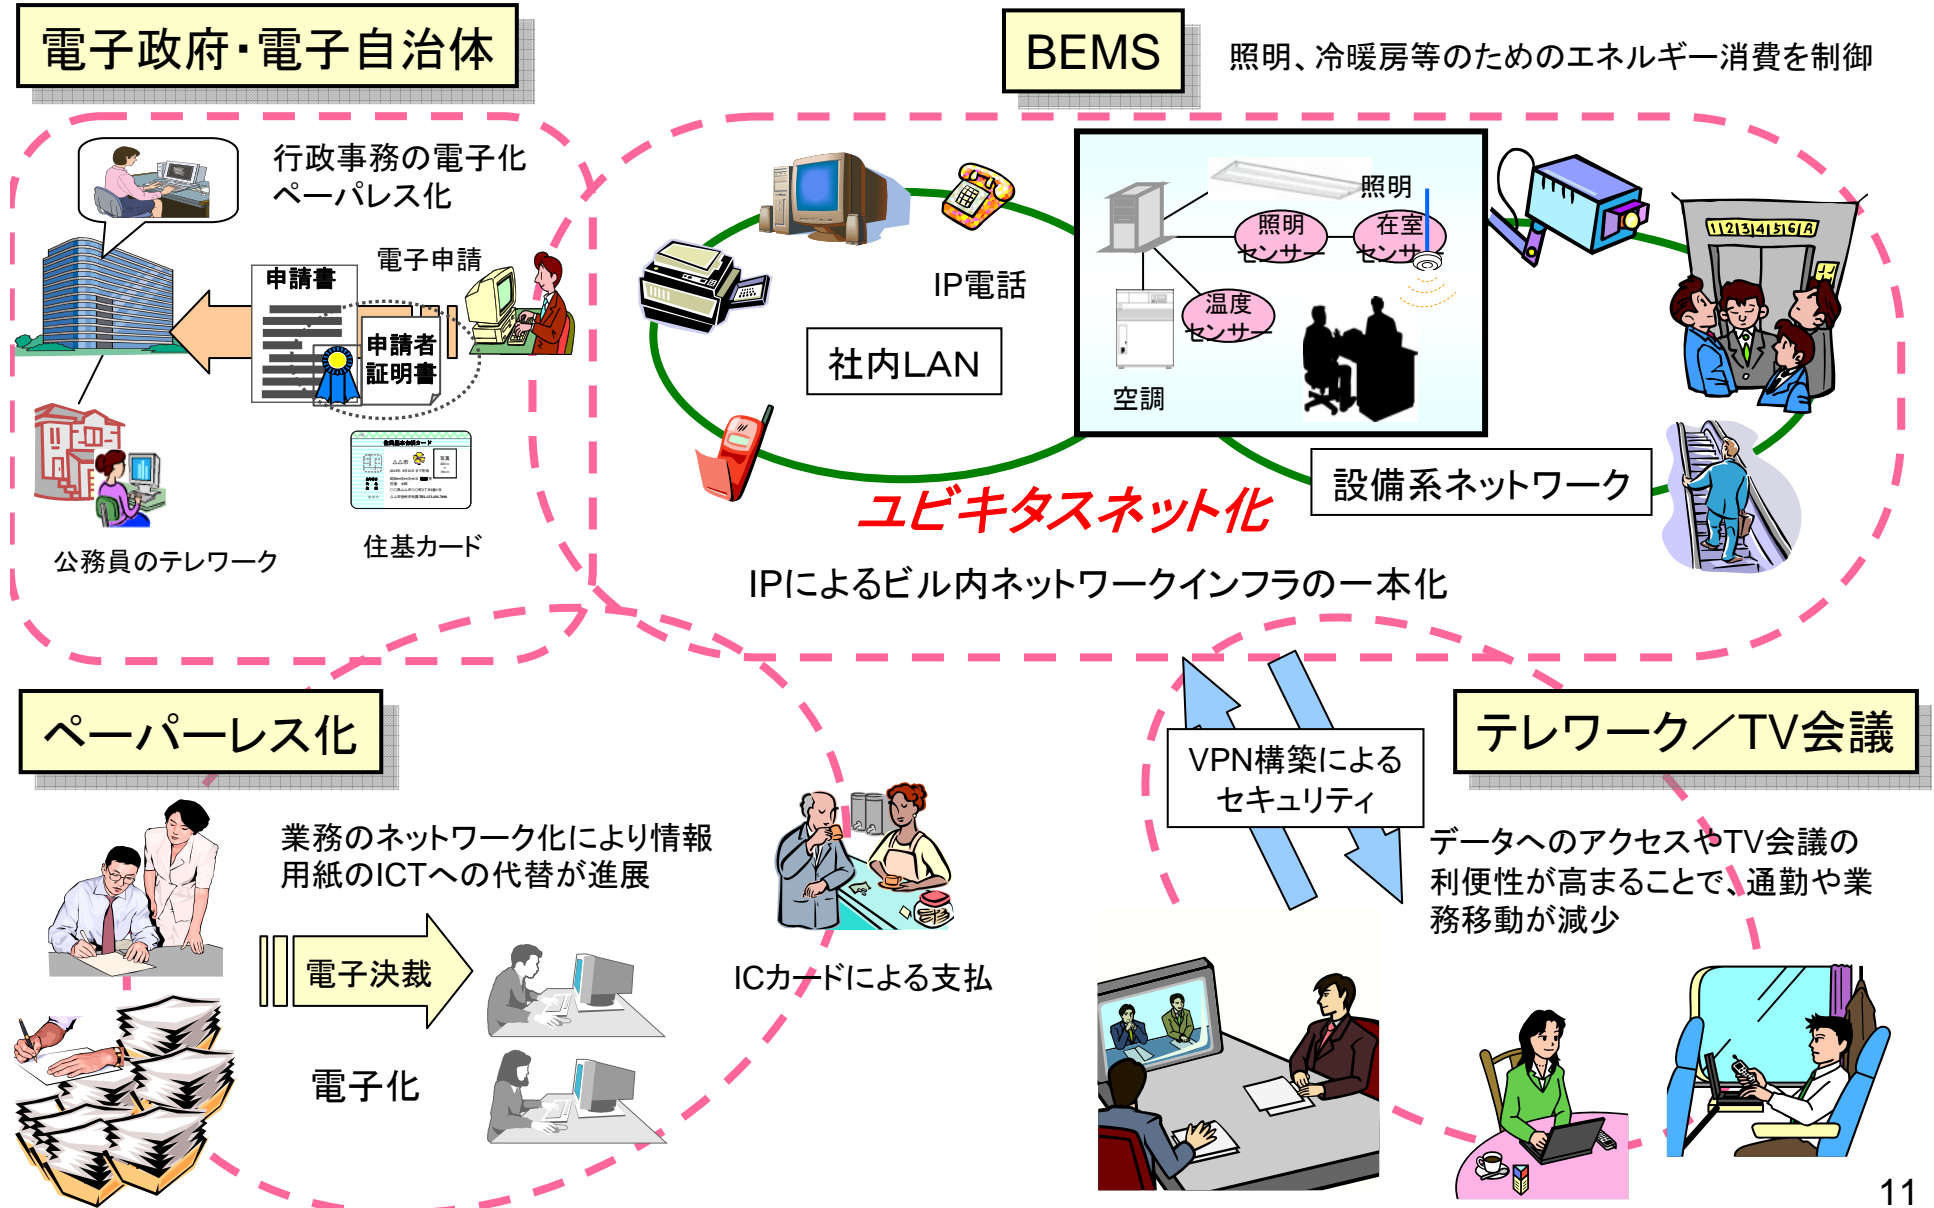 電子政府・電子自治体
行政事務の電子化
ペーパレス化
電子申請
申請書
申請者
証明書
住基カード
公務員のテレワーク
BEMS
照明、冷暖房等のためのエネルギー消費を制御
照明
照明
センサー
在室
センサー
温度
センサー
空調
123456R
IP電話
社内LAN
設備系ネットワーク
ユビキタスネット化
IPによるビル内ネットワークインフラの一本化
ペーパーレス化
業務のネットワーク化により情報
用紙のICTへの代替が進展
電子決裁
電子化
ICカードによる支払
VPN構築による
セキュリティ
テレワーク／TV会議
データへのアクセスやTV会議の
利便性が高まることで、通勤や業
務移動が減少
11